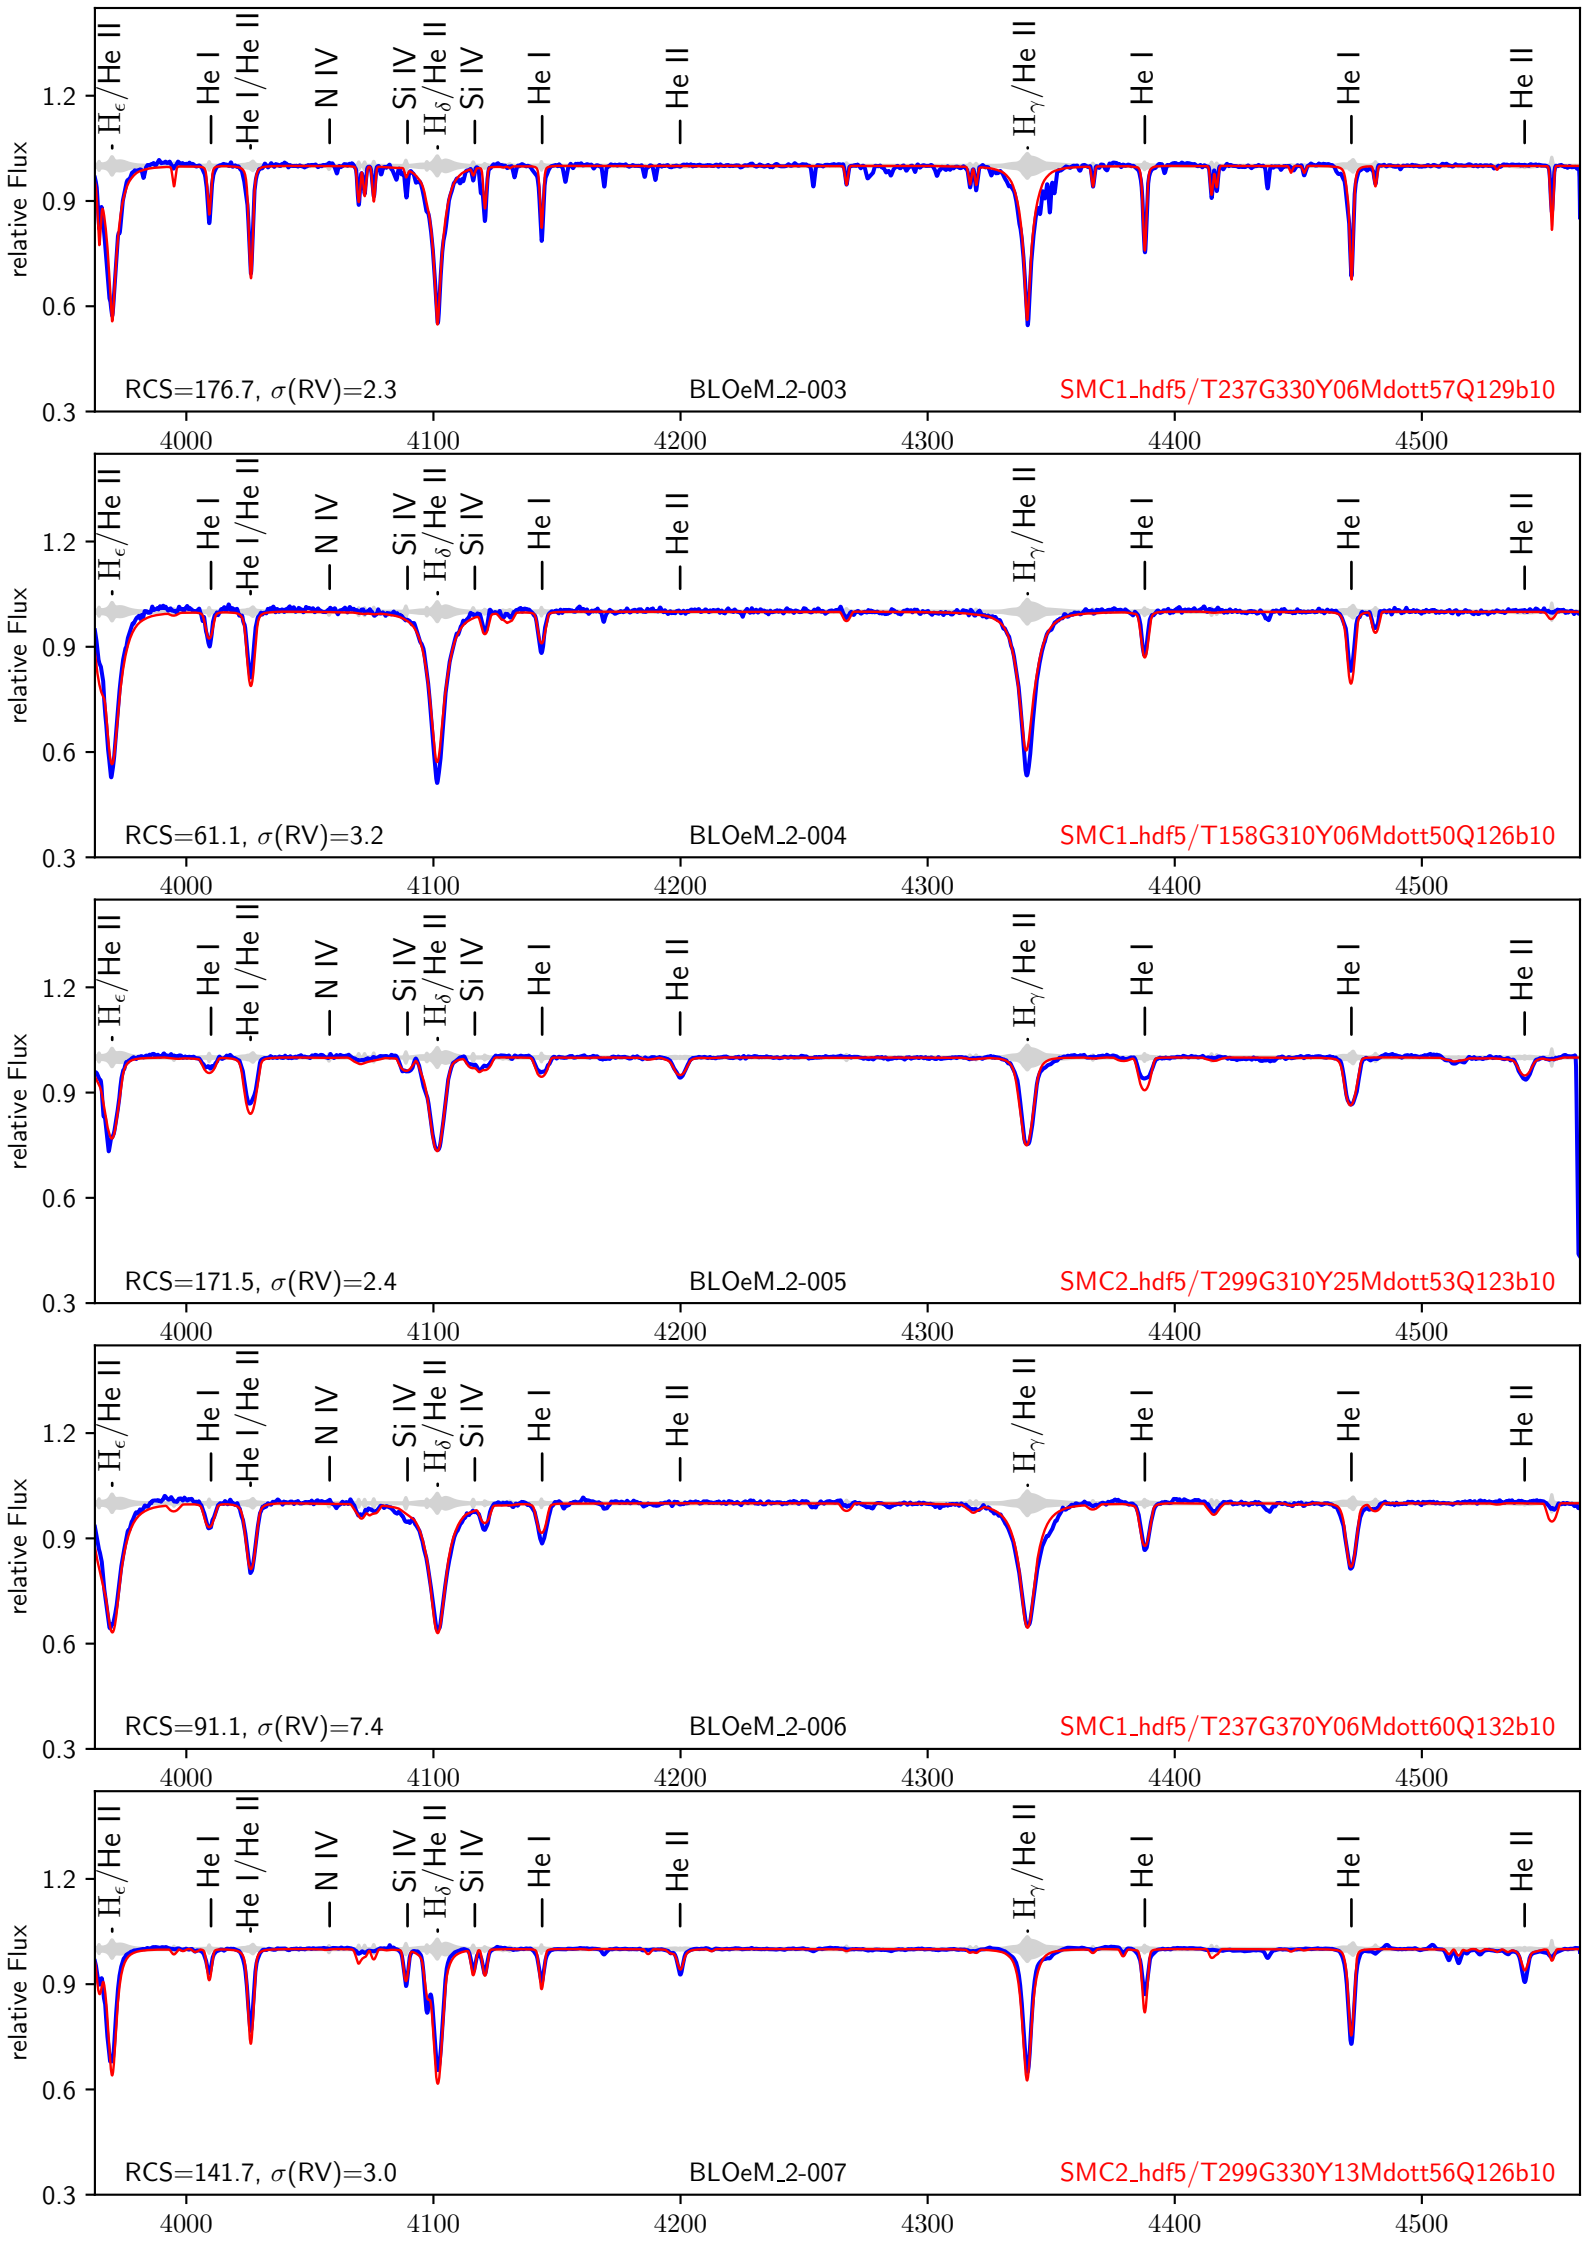 H_ϵ/He II
He I
He I/He II
N IV
Si IV
H_δ/He II
Si IV
He I
He II
H_γ/He II
He I
He I
He II
relative Flux
1.2
0.9
0.6
0.3
RCS=176.7, σ(RV)=2.3
BLOeM_2-003
SMC1_hdf5/T237G330Y06Mdott57Q129b10
4000 4100 4200 4300 4400 4500
H_ϵ/He II
He I
He I/He II
N IV
Si IV
H_δ/He II
Si IV
He I
He II
H_γ/He II
He I
He I
He II
relative Flux
1.2
0.9
0.6
0.3
RCS=61.1, σ(RV)=3.2
BLOeM_2-004
SMC1_hdf5/T158G310Y06Mdott50Q126b10
4000 4100 4200 4300 4400 4500
H_ϵ/He II
He I
He I/He II
N IV
Si IV
H_δ/He II
Si IV
He I
He II
H_γ/He II
He I
He I
He II
relative Flux
1.2
0.9
0.6
0.3
RCS=171.5, σ(RV)=2.4
BLOeM_2-005
SMC2_hdf5/T299G310Y25Mdott53Q123b10
4000 4100 4200 4300 4400 4500
H_ϵ/He II
He I
He I/He II
N IV
Si IV
H_δ/He II
Si IV
He I
He II
H_γ/He II
He I
He I
He II
relative Flux
1.2
0.9
0.6
0.3
RCS=91.1, σ(RV)=7.4
BLOeM_2-006
SMC1_hdf5/T237G370Y06Mdott60Q132b10
4000 4100 4200 4300 4400 4500
H_ϵ/He II
He I
He I/He II
N IV
Si IV
H_δ/He II
Si IV
He I
He II
H_γ/He II
He I
He I
He II
relative Flux
1.2
0.9
0.6
0.3
RCS=141.7, σ(RV)=3.0
BLOeM_2-007
SMC2_hdf5/T299G330Y13Mdott56Q126b10
4000 4100 4200 4300 4400 4500